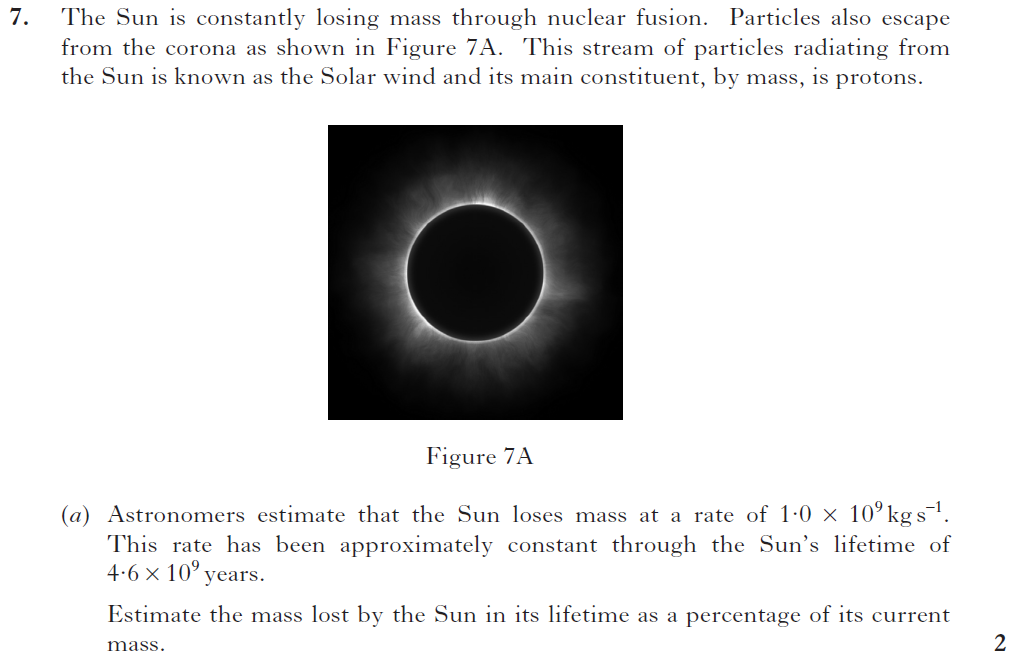 7. The Sun is constantly losing mass through nuclear fusion. Particles also escape
from the corona as shown in Figure 7A. This stream of particles radiating from
the Sun is known as the Solar wind and its main constituent, by mass, is protons.
Figure 7A
(a) Astronomers estimate that the Sun loses mass at a rate of 1·0 × 10⁹ kg s⁻¹.
This rate has been approximately constant through the Sun's lifetime of
4·6 × 10⁹ years.
Estimate the mass lost by the Sun in its lifetime as a percentage of its current
mass. 2